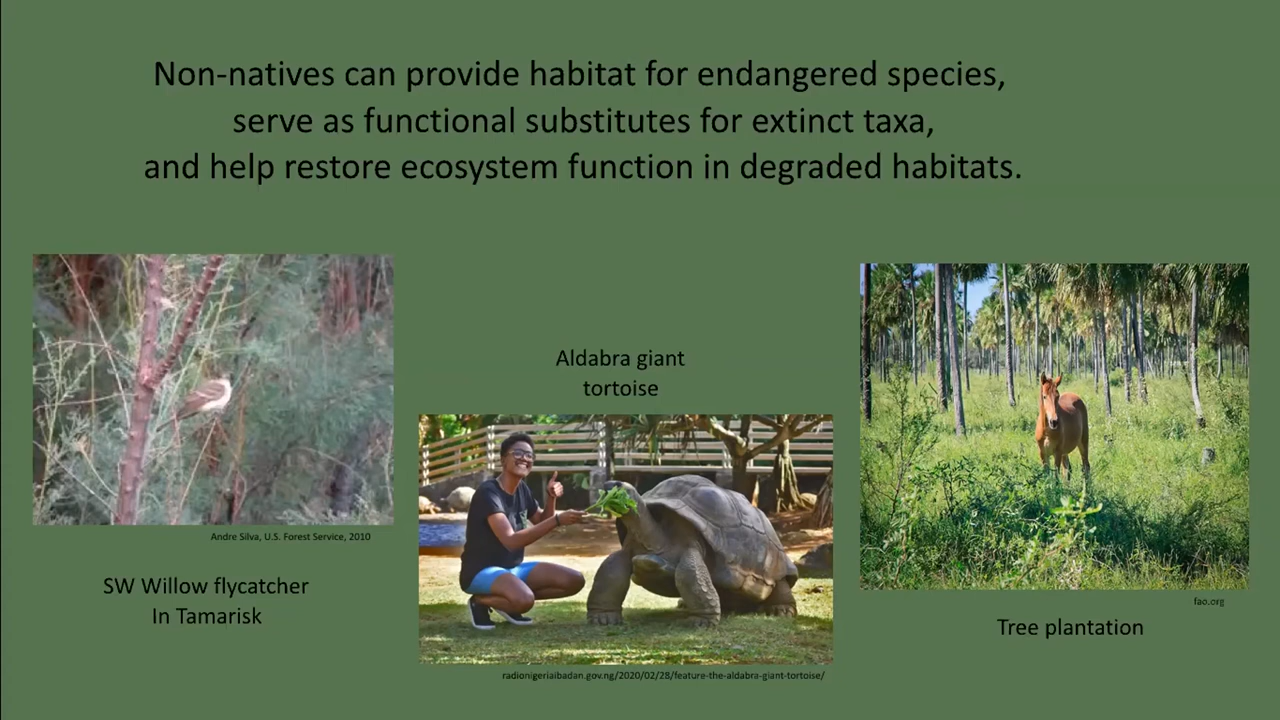 Non-natives can provide habitat for endangered species,
serve as functional substitutes for extinct taxa,
and help restore ecosystem function in degraded habitats.
Andre Silva, U.S. Forest Service, 2010
SW Willow flycatcher
In Tamarisk
Aldabra giant
tortoise
radionigeriaibadan.gov.ng/2020/02/28/feature-the-aldabra-giant-tortoise/
fao.org
Tree plantation